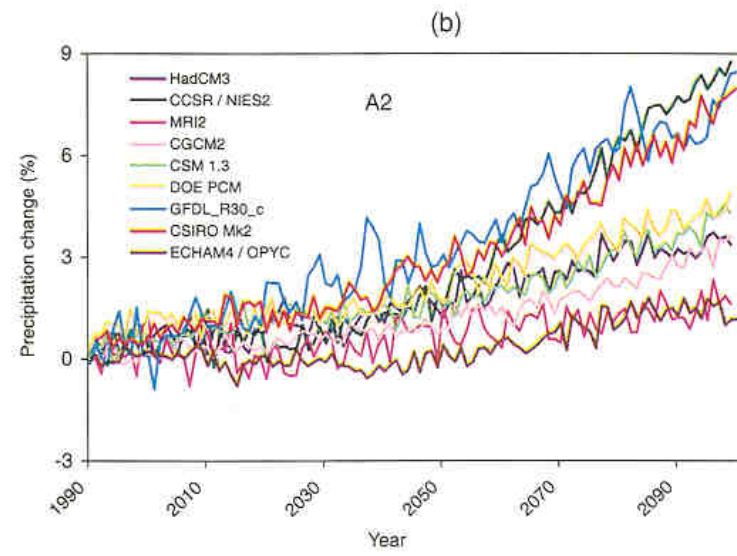 (b)
9
6
3
0
-3
Precipitation change (%)
A2
HadCM3
CCSR / NIES2
MRI2
CGCM2
CSM 1.3
DOE PCM
GFDL_R30_c
CSIRO Mk2
ECHAM4 / OPYC
1990
2010
2030
2050
2070
2090
Year